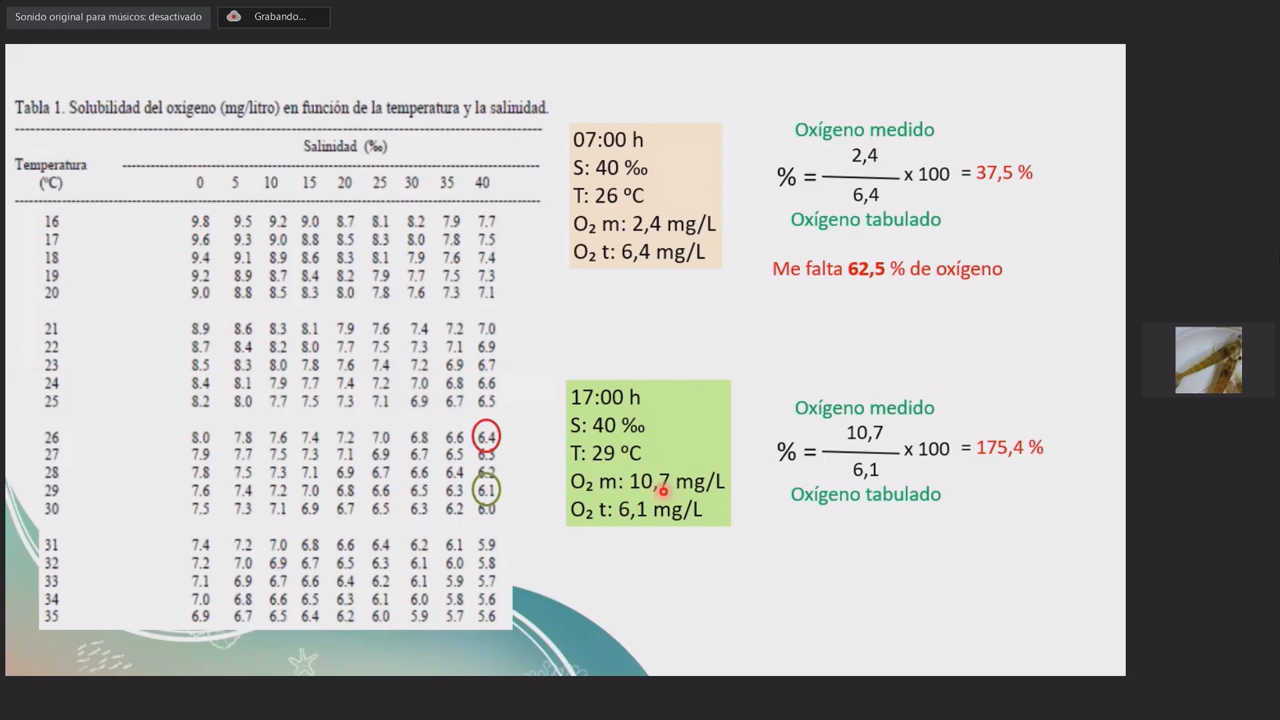 Sonido original para músicos: desactivado
Grabando...
Tabla 1. Solubilidad del oxígeno (mg/litro) en función de la temperatura y la salinidad.
Salinidad (‰)
Temperatura
(ºC) 0 5 10 15 20 25 30 35 40
16 9.8 9.5 9.2 9.0 8.7 8.1 8.2 7.9 7.7
17 9.6 9.3 9.0 8.8 8.5 8.3 8.0 7.8 7.5
18 9.4 9.1 8.9 8.6 8.3 8.1 7.9 7.6 7.4
19 9.2 8.9 8.7 8.4 8.2 7.9 7.7 7.5 7.3
20 9.0 8.8 8.5 8.3 8.0 7.8 7.6 7.3 7.1
21 8.9 8.6 8.3 8.1 7.9 7.6 7.4 7.2 7.0
22 8.7 8.4 8.2 8.0 7.7 7.5 7.3 7.1 6.9
23 8.5 8.3 8.0 7.8 7.6 7.4 7.2 6.9 6.7
24 8.4 8.1 7.9 7.7 7.4 7.2 7.0 6.8 6.6
25 8.2 8.0 7.7 7.5 7.3 7.1 6.9 6.7 6.5
26 8.0 7.8 7.6 7.4 7.2 7.0 6.8 6.6 6.4
27 7.9 7.7 7.5 7.3 7.1 6.9 6.7 6.5 6.3
28 7.8 7.5 7.3 7.1 6.9 6.7 6.6 6.4 6.2
29 7.6 7.4 7.2 7.0 6.8 6.6 6.5 6.3 6.1
30 7.5 7.3 7.1 6.9 6.7 6.5 6.3 6.2 6.0
31 7.4 7.2 7.0 6.8 6.6 6.4 6.2 6.1 5.9
32 7.2 7.0 6.9 6.7 6.5 6.3 6.1 6.0 5.8
33 7.1 6.9 6.7 6.6 6.4 6.2 6.1 5.9 5.7
34 7.0 6.8 6.6 6.5 6.3 6.1 6.0 5.8 5.6
35 6.9 6.7 6.5 6.4 6.2 6.0 5.9 5.7 5.6
07:00 h
S: 40 ‰
T: 26 ºC
O₂ m: 2,4 mg/L
O₂ t: 6,4 mg/L
Oxígeno medido
2,4
% = x 100 = 37,5 %
6,4
Oxígeno tabulado
Me falta 62,5 % de oxígeno
17:00 h
S: 40 ‰
T: 29 ºC
O₂ m: 10,7 mg/L
O₂ t: 6,1 mg/L
Oxígeno medido
10,7
% = x 100 = 175,4 %
6,1
Oxígeno tabulado